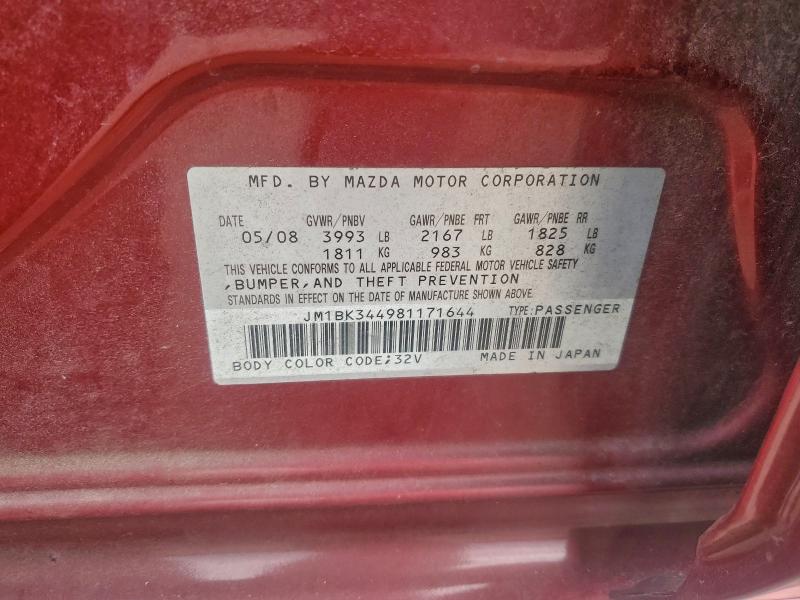 MFD. BY MAZDA MOTOR CORPORATION
DATE GVWR/PNBV GAWR/PNBE FRT GAWR/PNBE RR
05/08 3993 LB 2167 LB 1825 LB
1811 KG 983 KG 828 KG
THIS VEHICLE CONFORMS TO ALL APPLICABLE FEDERAL MOTOR VEHICLE SAFETY
,BUMPER,AND THEFT PREVENTION
STANDARDS IN EFFECT ON THE DATE OF MANUFACTURE SHOWN ABOVE.
JM1BK344981171644 TYPE:PASSENGER
BODY COLOR CODE;32V MADE IN JAPAN